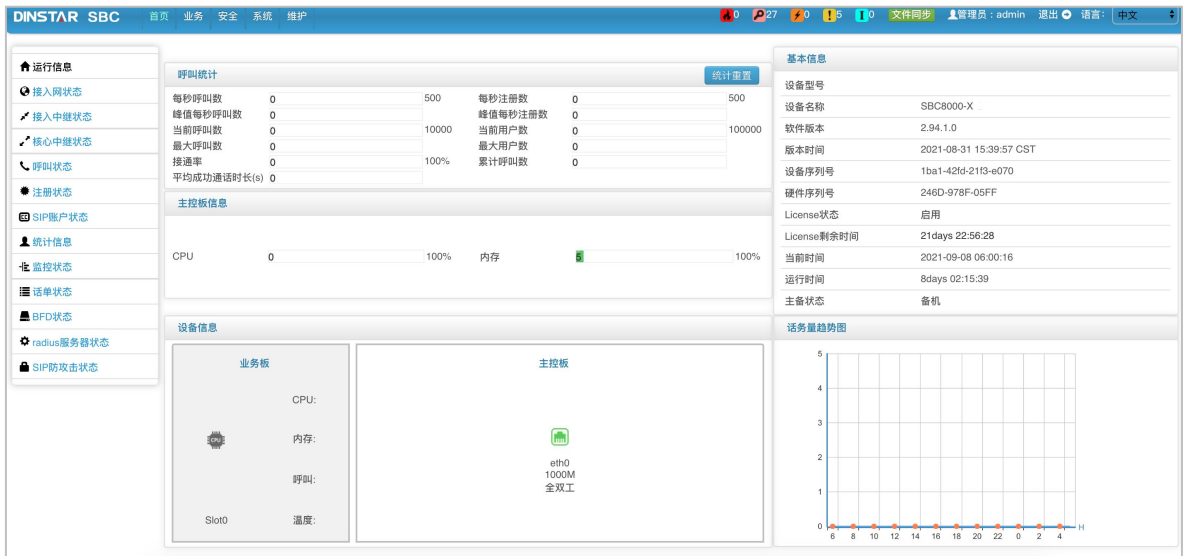 DINSTAR SBC 首页 业务 安全 系统 维护 0 27 0 5 0 文件同步 管理员：admin 退出 语言： 中文
运行信息
接入网状态
接入中继状态
核心中继状态
呼叫状态
注册状态
SIP账户状态
统计信息
监控状态
话单状态
BFD状态
radius服务器状态
SIP防攻击状态
呼叫统计 统计重置
每秒呼叫数 0 500 每秒注册数 0 500
峰值每秒呼叫数 0 峰值每秒注册数 0
当前呼叫数 0 10000 当前用户数 0 100000
最大呼叫数 0 最大用户数 0
接通率 0 100% 累计呼叫数 0
平均成功通话时长(s) 0
主控板信息
CPU 0 100% 内存 5 100%
设备信息
业务板
CPU:
CPU
内存:
呼叫:
Slot0 温度:
主控板
eth0
1000M
全双工
基本信息
设备型号
设备名称 SBC8000-X
软件版本 2.94.1.0
版本时间 2021-08-31 15:39:57 CST
设备序列号 1ba1-42fd-21f3-e070
硬件序列号 246D-978F-05FF
License状态 启用
License剩余时间 21days 22:56:28
当前时间 2021-09-08 06:00:16
运行时间 8days 02:15:39
主备状态 备机
话务量趋势图
5
4
3
2
1
0
H
6 8 10 12 14 16 18 20 22 0 2 4